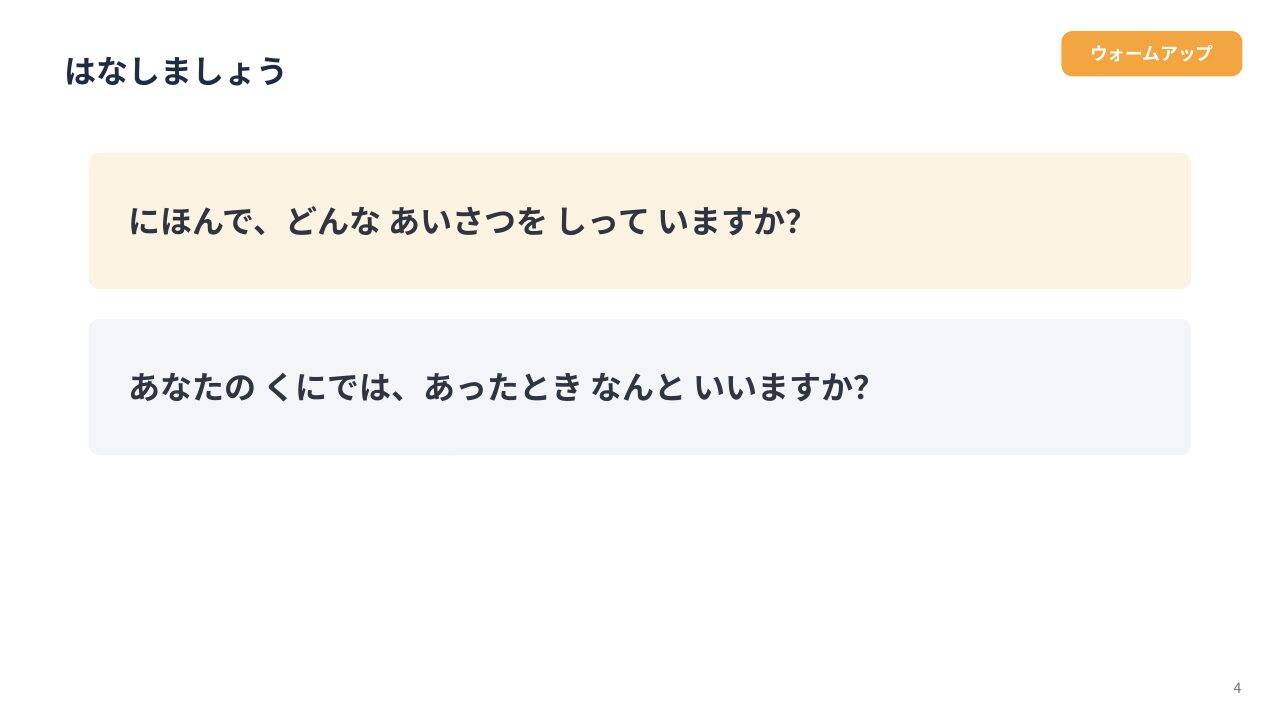 はなしましょう
ウォームアップ
にほんで、どんな あいさつを しって いますか?
あなたの くにでは、あったとき なんと いいますか?
4